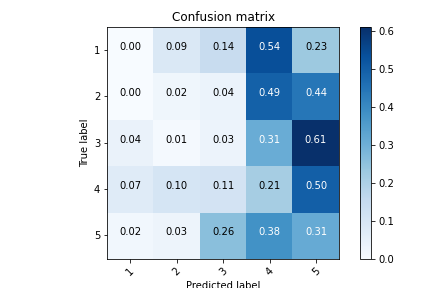 Confusion matrix
1 0.00 0.09 0.14 0.54 0.23
2 0.00 0.02 0.04 0.49 0.44
3 0.04 0.01 0.03 0.31 0.61
4 0.07 0.10 0.11 0.21 0.50
5 0.02 0.03 0.26 0.38 0.31
1 2 3 4 5
True label
Predicted label
0.6
0.5
0.4
0.3
0.2
0.1
0.0